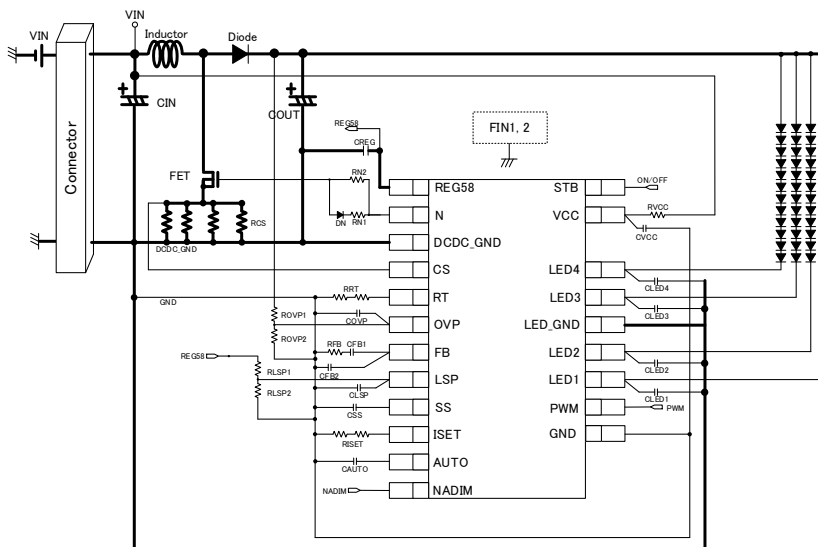 VIN
VIN
Inductor
Diode
CIN
COUT
Connector
REG58
CREG
FIN1, 2
FET
RN2
DN
RN1
RCS
DCDC_GND
REG58
STB
ON/OFF
N
VCC
RVCC
CVCC
DCDC_GND
CS
LED4
CLED4
GND
RRT
RT
LED3
CLED3
ROVP1
COVP
OVP
LED_GND
ROVP2
RFB
CFB1
FB
LED2
CLED2
REG58
CFB2
RLSP1
LSP
LED1
CLSP
CLED1
RLSP2
SS
CSS
PWM
PWM
ISET
RISET
GND
AUTO
CAUTO
NADIM
NADIM